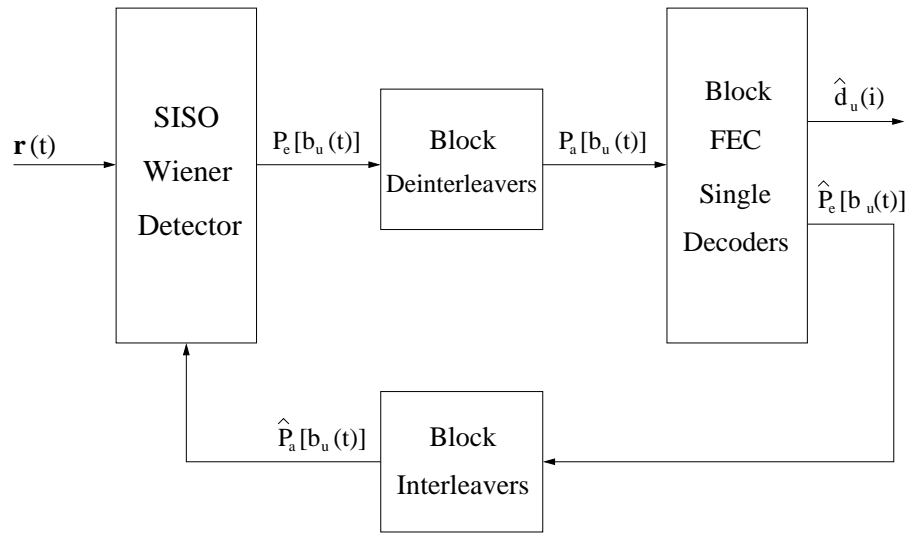 r(t)
SISO
Wiener
Detector
P_e[b_u(t)]
Block
Deinterleavers
P_a[b_u(t)]
Block
FEC
Single
Decoders
d̂_u(i)
P̂_e[b_u(t)]
P̂_a[b_u(t)]
Block
Interleavers